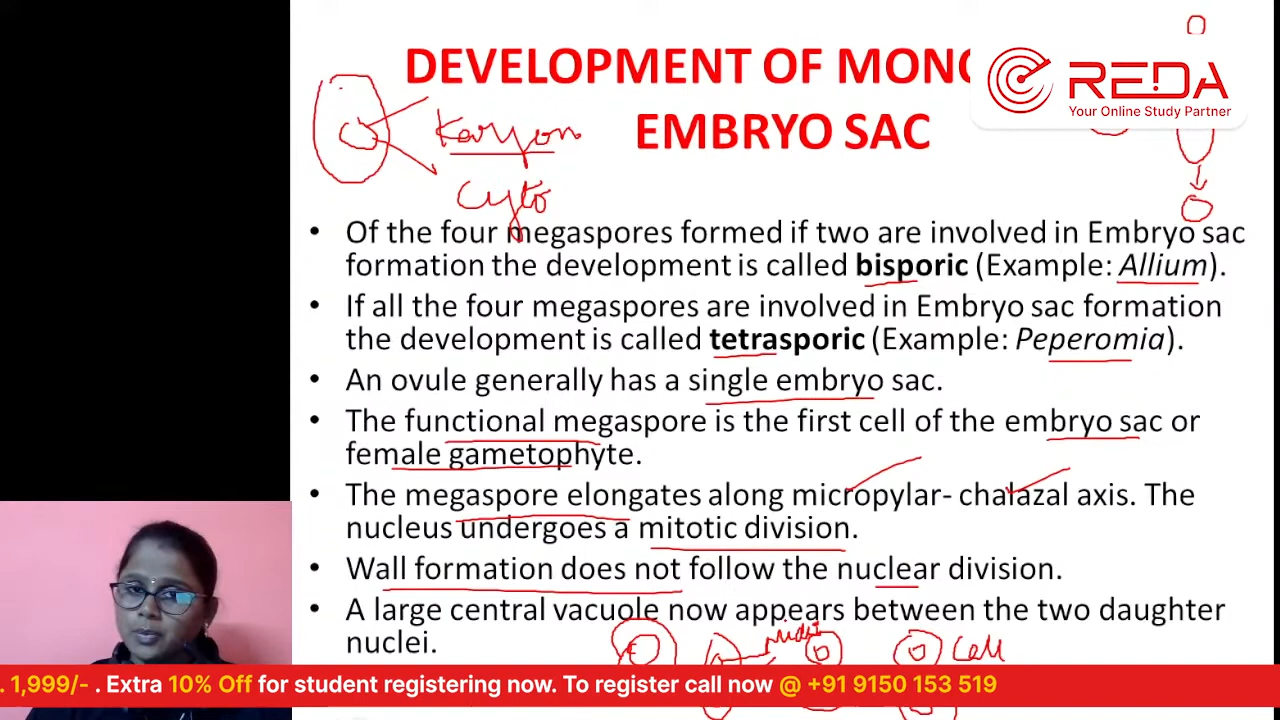 DEVELOPMENT OF MONO
REDA
Your Online Study Partner
EMBRYO SAC
Karyon
Cyto
• Of the four megaspores formed if two are involved in Embryo sac
formation the development is called bisporic (Example: Allium).
• If all the four megaspores are involved in Embryo sac formation
the development is called tetrasporic (Example: Peperomia).
• An ovule generally has a single embryo sac.
• The functional megaspore is the first cell of the embryo sac or
female gametophyte.
• The megaspore elongates along micropylar- chalazal axis. The
nucleus undergoes a mitotic division.
• Wall formation does not follow the nuclear division.
• A large central vacuole now appears between the two daughter
nuclei.
Cell
. 1,999/- . Extra 10% Off for student registering now. To register call now @ +91 9150 153 519